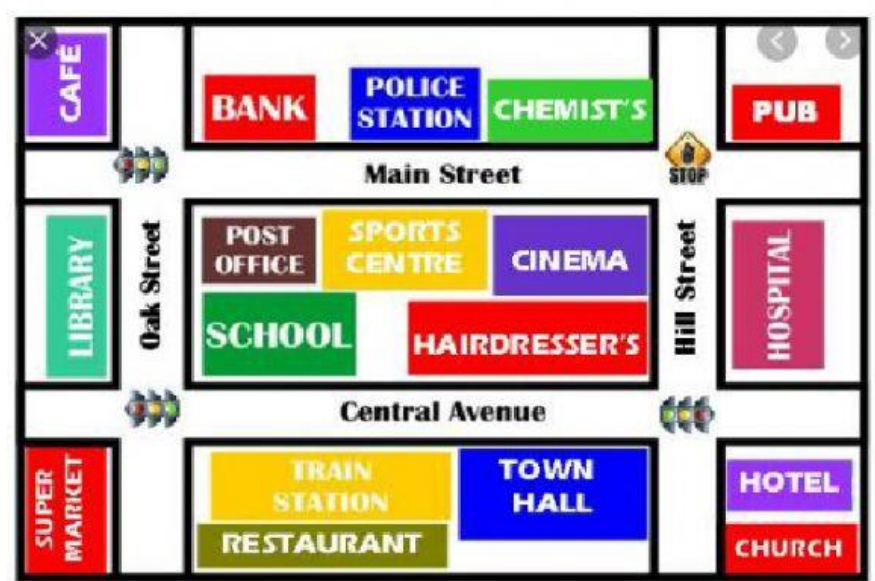 CAFÉ
BANK
POLICE
STATION
CHEMIST'S
PUB
STOP
Main Street
LIBRARY
Oak Street
POST
OFFICE
SPORTS
CENTRE
CINEMA
Hill Street
HOSPITAL
SCHOOL
HAIRDRESSER'S
Central Avenue
SUPER
MARKET
TRAIN
STATION
TOWN
HALL
HOTEL
RESTAURANT
CHURCH